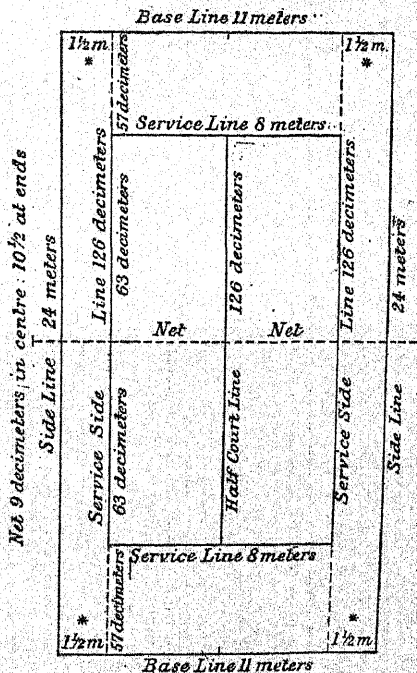 Base Line 11 meters
1½m.
1½m.
*
*
57 decimeters
Service Line 8 meters
Net 9 decimeters in centre: 10½ at ends
Side Line 24 meters
Service Side Line 126 decimeters
63 decimeters
126 decimeters
Service Side Line 126 decimeters
Side Line 24 meters
Net
Net
63 decimeters
Half Court Line
Service Line 8 meters
57 decimeters
*
*
1½m.
1½m.
Base Line 11 meters